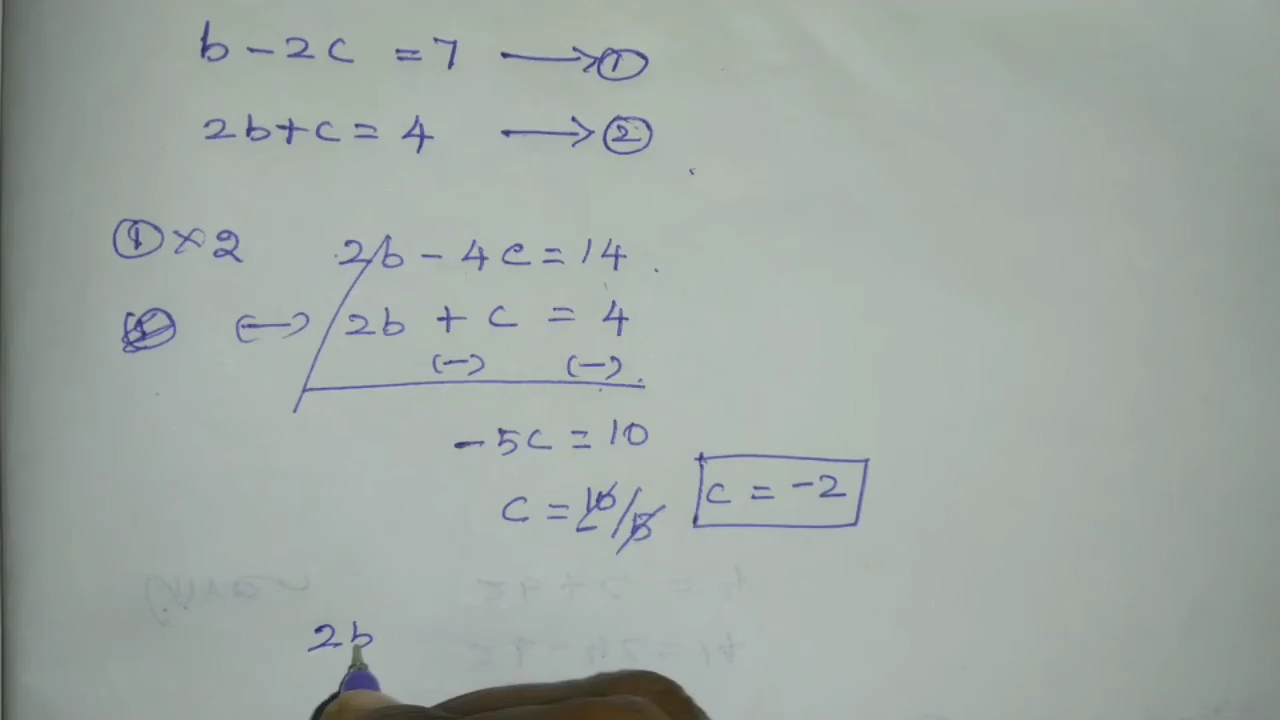 b - 2c = 7 ⟶ ①
2b + c = 4 ⟶ ②
① × 2 2b - 4c = 14
(-) 2b + c = 4
(-) (-)
-5c = 10
c = 10/5 c = -2
2b